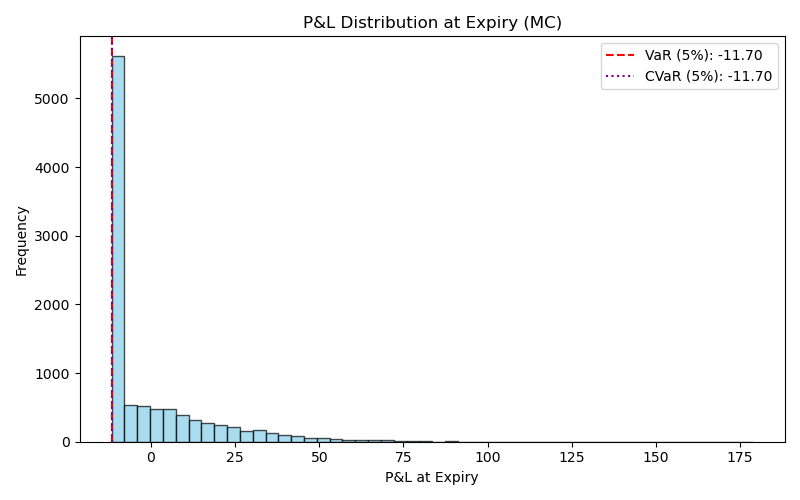 P&L Distribution at Expiry (MC)
VaR (5%): -11.70
CVaR (5%): -11.70
Frequency
5000
4000
3000
2000
1000
0
0 25 50 75 100 125 150 175
P&L at Expiry